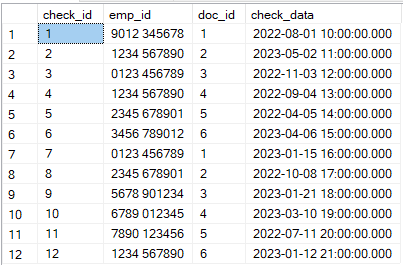 check_id emp_id doc_id check_data
1 1 9012 345678 1 2022-08-01 10:00:00.000
2 2 1234 567890 2 2023-05-02 11:00:00.000
3 3 0123 456789 3 2022-11-03 12:00:00.000
4 4 1234 567890 4 2022-09-04 13:00:00.000
5 5 2345 678901 5 2022-04-05 14:00:00.000
6 6 3456 789012 6 2023-04-06 15:00:00.000
7 7 0123 456789 1 2023-01-15 16:00:00.000
8 8 2345 678901 2 2022-10-08 17:00:00.000
9 9 5678 901234 3 2023-01-21 18:00:00.000
10 10 6789 012345 4 2023-03-10 19:00:00.000
11 11 7890 123456 5 2022-07-11 20:00:00.000
12 12 1234 567890 6 2023-01-12 21:00:00.000